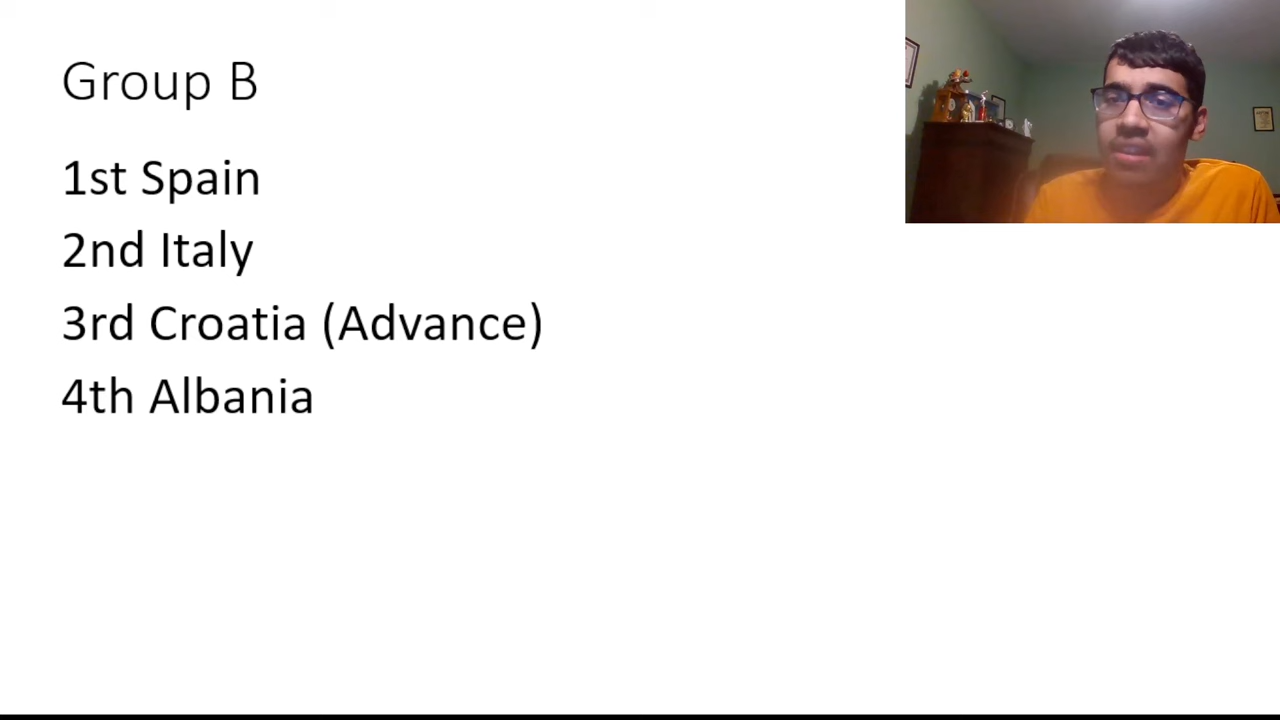 Group B
1st Spain
2nd Italy
3rd Croatia (Advance)
4th Albania